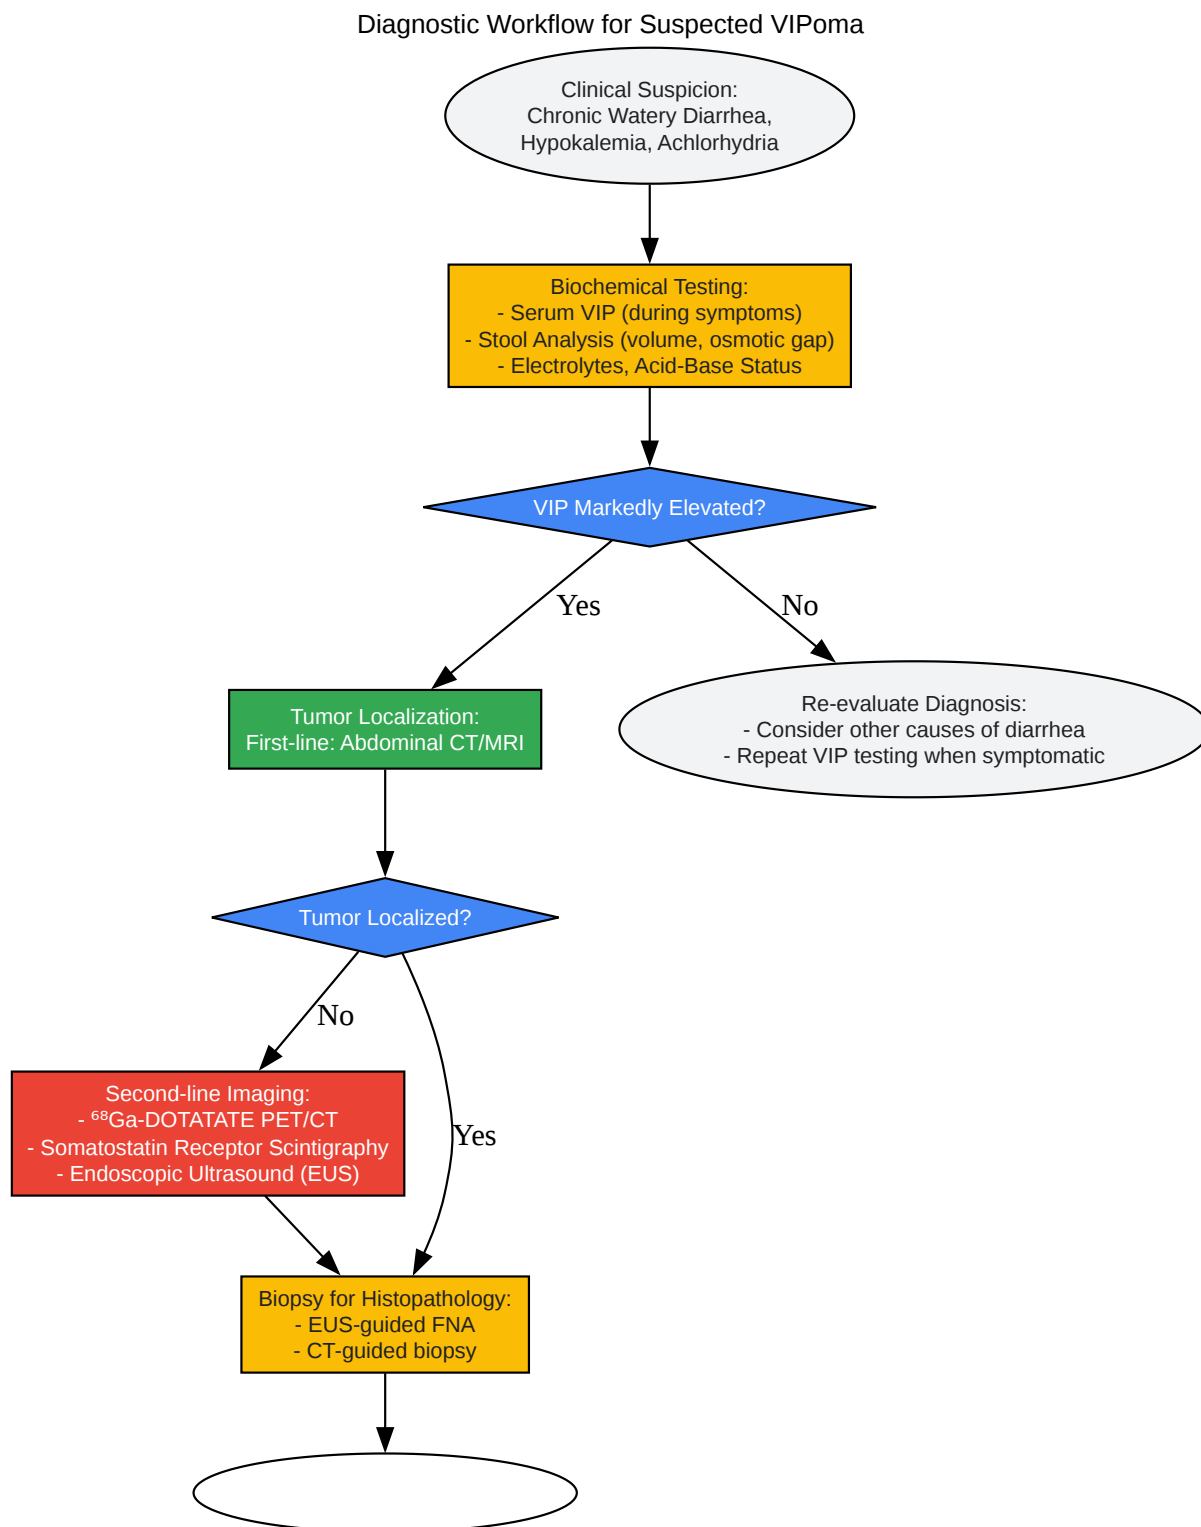 Diagnostic Workflow for Suspected VIPoma
Clinical Suspicion:
Chronic Watery Diarrhea,
Hypokalemia, Achlorhydria
Biochemical Testing:
- Serum VIP (during symptoms)
- Stool Analysis (volume, osmotic gap)
- Electrolytes, Acid-Base Status
VIP Markedly Elevated?
Yes
No
Tumor Localization:
First-line: Abdominal CT/MRI
Re-evaluate Diagnosis:
- Consider other causes of diarrhea
- Repeat VIP testing when symptomatic
Tumor Localized?
No
Yes
Second-line Imaging:
- ⁶⁸Ga-DOTATATE PET/CT
- Somatostatin Receptor Scintigraphy
- Endoscopic Ultrasound (EUS)
Biopsy for Histopathology:
- EUS-guided FNA
- CT-guided biopsy